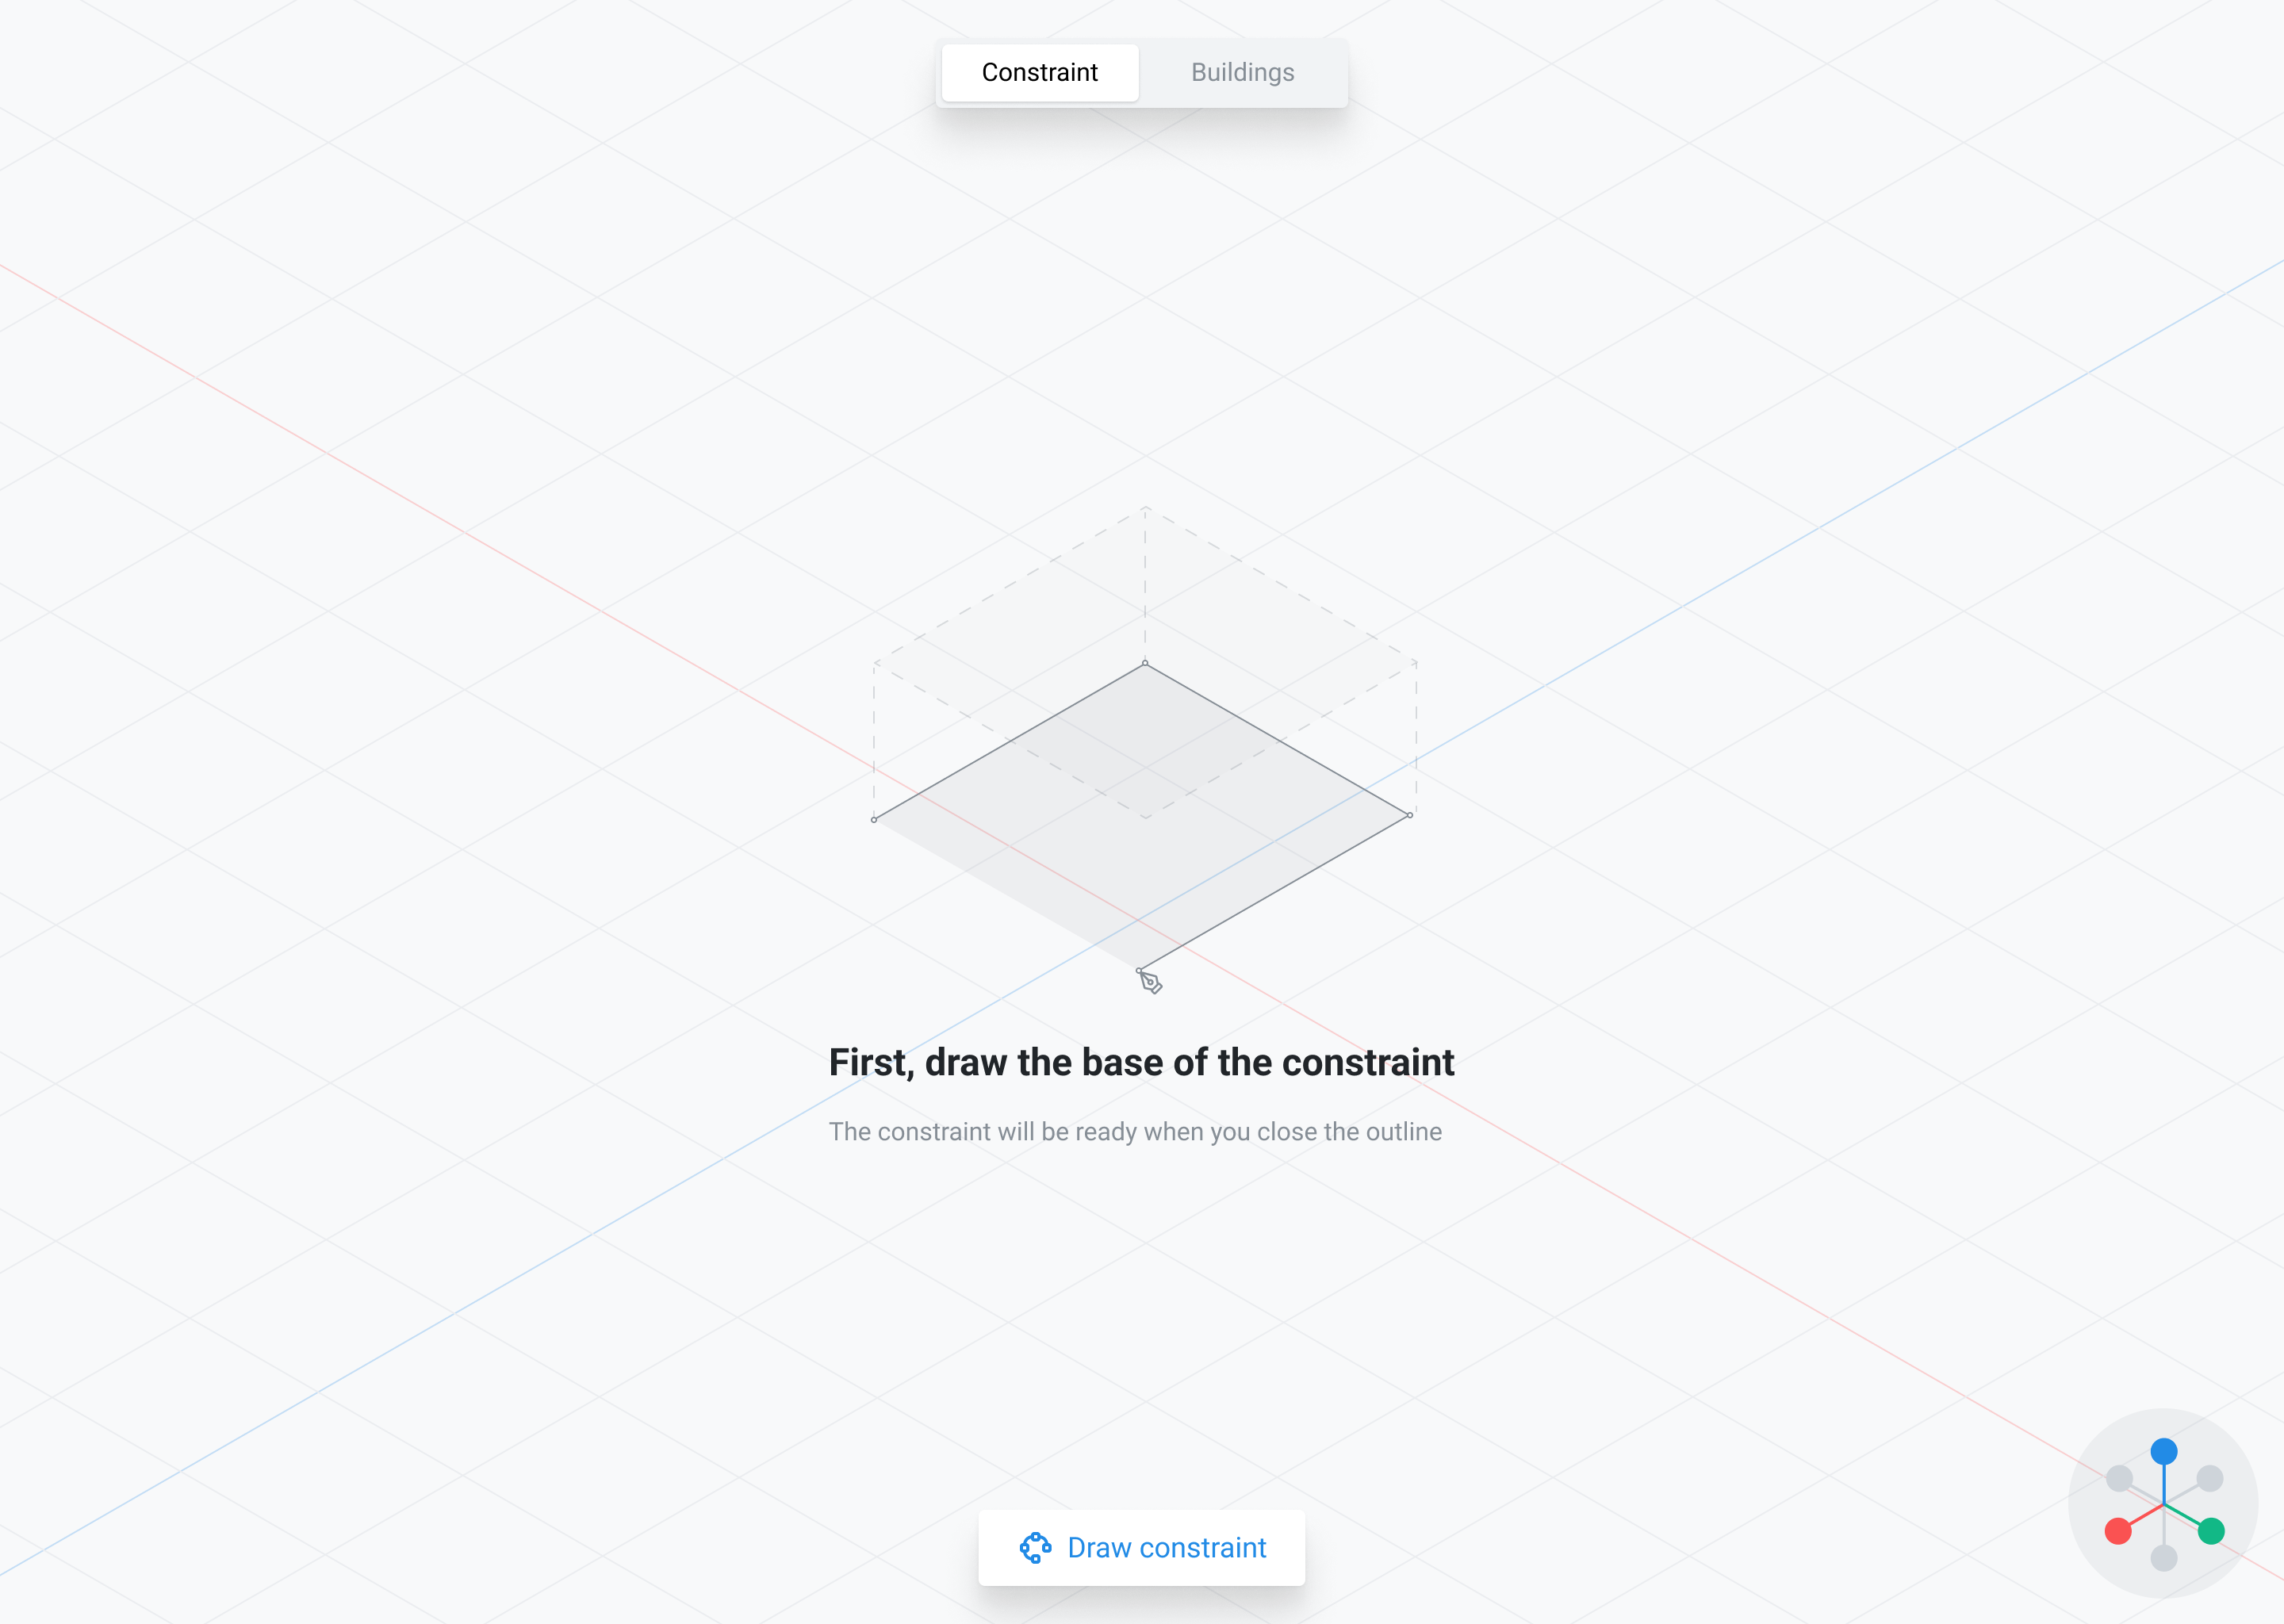 Constraint
Buildings
First, draw the base of the constraint
The constraint will be ready when you close the outline
Draw constraint